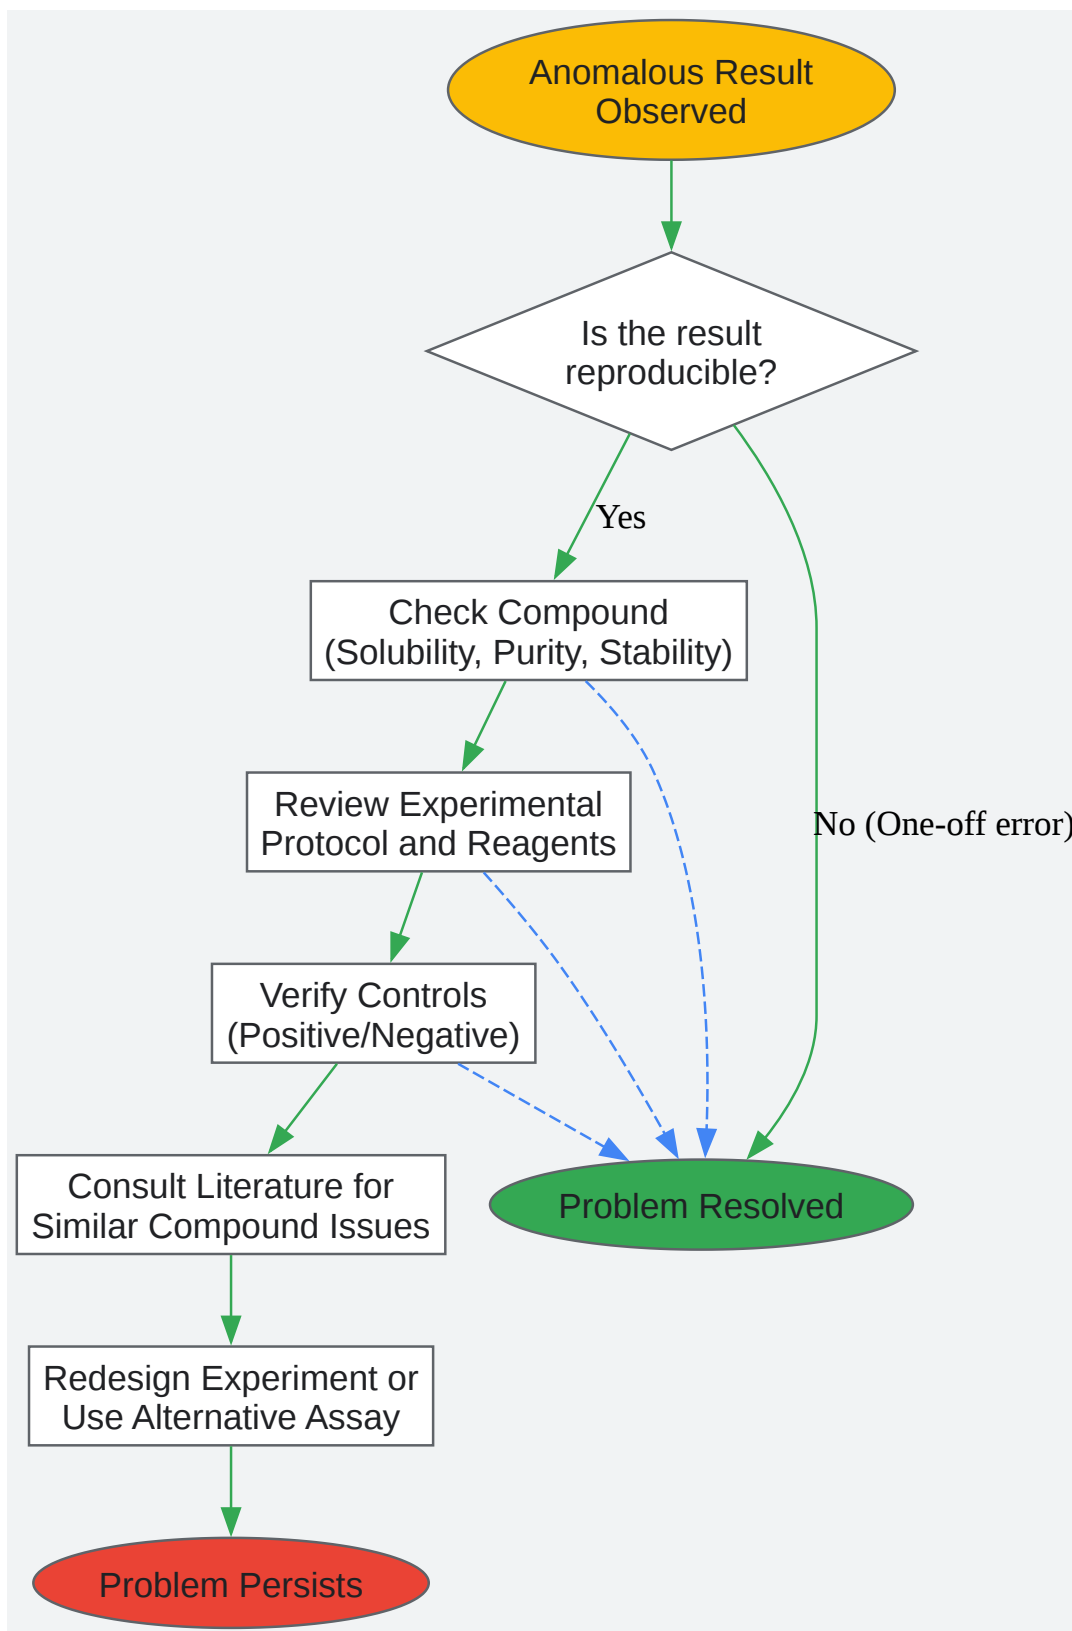 Anomalous Result
Observed
Is the result
reproducible?
Yes
Check Compound
(Solubility, Purity, Stability)
Review Experimental
Protocol and Reagents
No (One-off error)
Verify Controls
(Positive/Negative)
Consult Literature for
Similar Compound Issues
Problem Resolved
Redesign Experiment or
Use Alternative Assay
Problem Persists